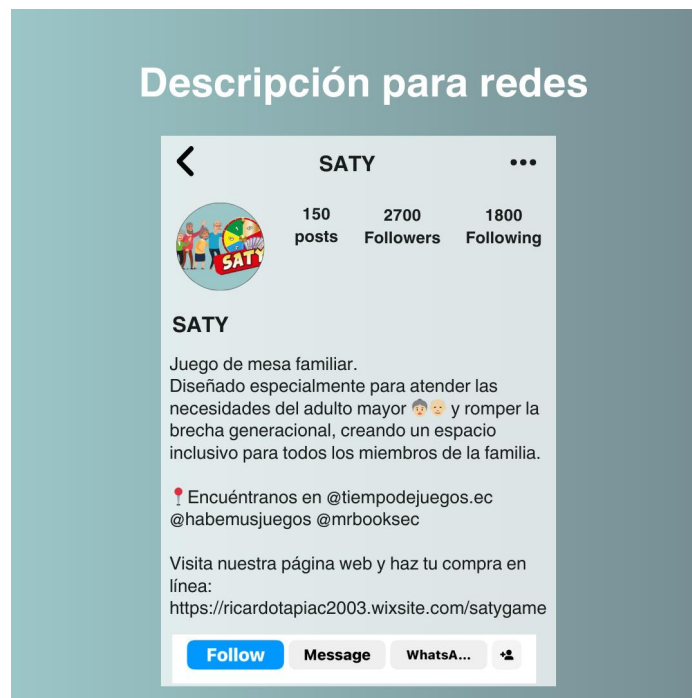 Descripción para redes
SATY
150
posts
2700
Followers
1800
Following
SATY
SATY
Juego de mesa familiar.
Diseñado especialmente para atender las
necesidades del adulto mayor 👵🏻👴🏻 y romper la
brecha generacional, creando un espacio
inclusivo para todos los miembros de la familia.
📍Encuéntranos en @tiempodejuegos.ec
@habemusjuegos @mrbooksec
Visita nuestra página web y haz tu compra en
línea:
https://ricardotapiac2003.wixsite.com/satygame
Follow
Message
WhatsA...